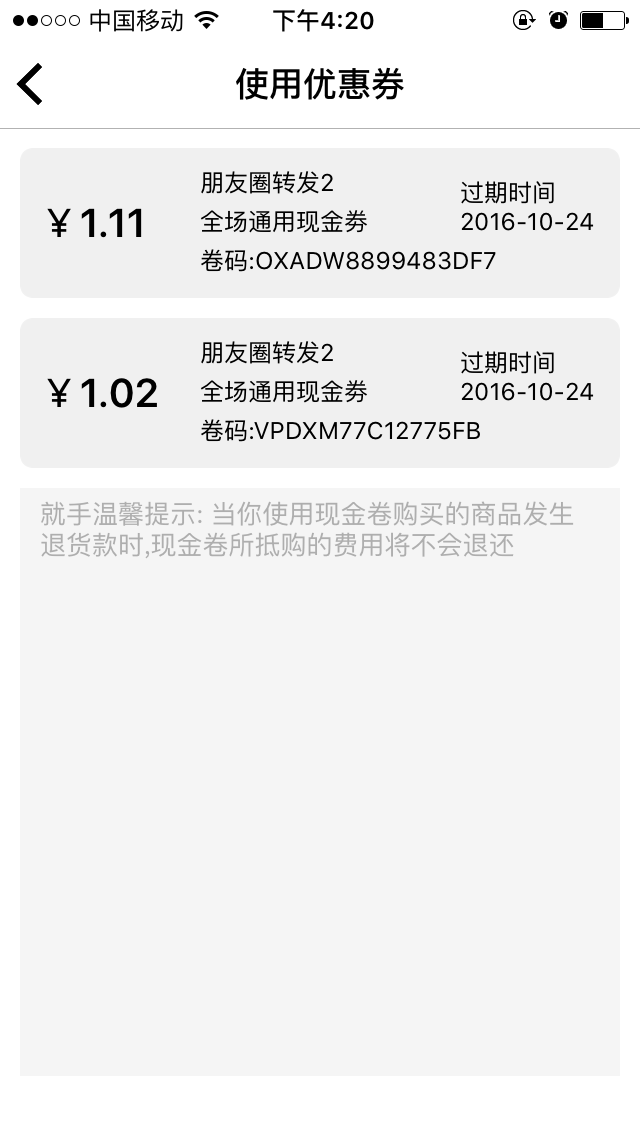 中国移动 下午4:20
使用优惠券
朋友圈转发2
过期时间
¥ 1.11
全场通用现金券
2016-10-24
卷码:OXADW8899483DF7
朋友圈转发2
过期时间
¥ 1.02
全场通用现金券
2016-10-24
卷码:VPDXM77C12775FB
就手温馨提示: 当你使用现金卷购买的商品发生
退货款时,现金卷所抵购的费用将不会退还